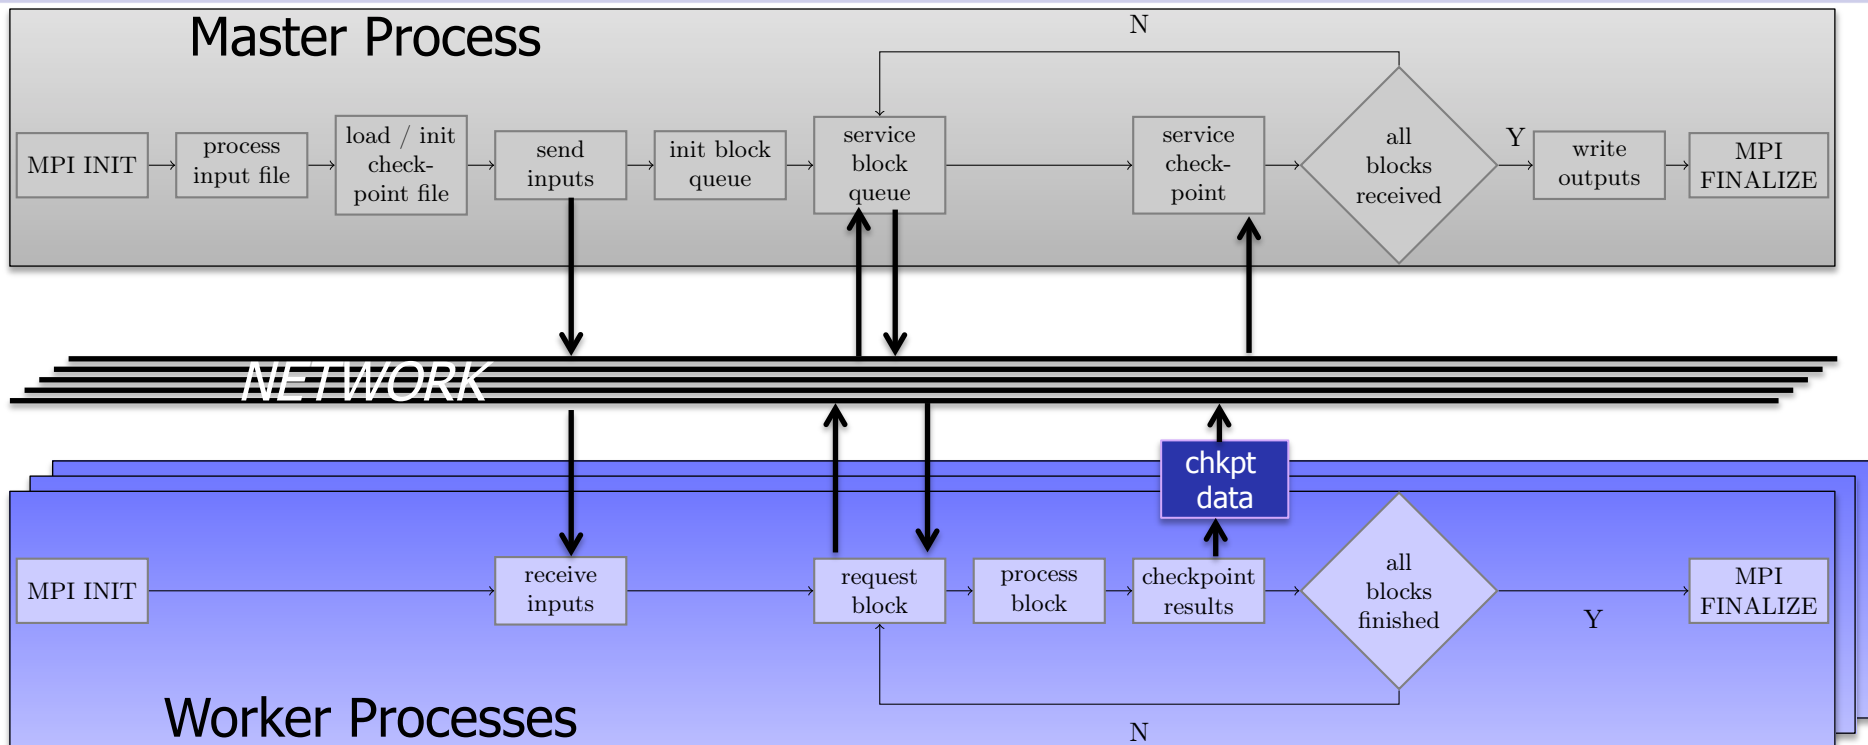 Master Process
N
MPI INIT
process
input file
load / init
check-
point file
send
inputs
init block
queue
service
block
queue
service
check-
point
all
blocks
received
Y
write
outputs
MPI
FINALIZE
NETWORK
chkpt
data
MPI INIT
receive
inputs
request
block
process
block
checkpoint
results
all
blocks
finished
Y
MPI
FINALIZE
N
Worker Processes